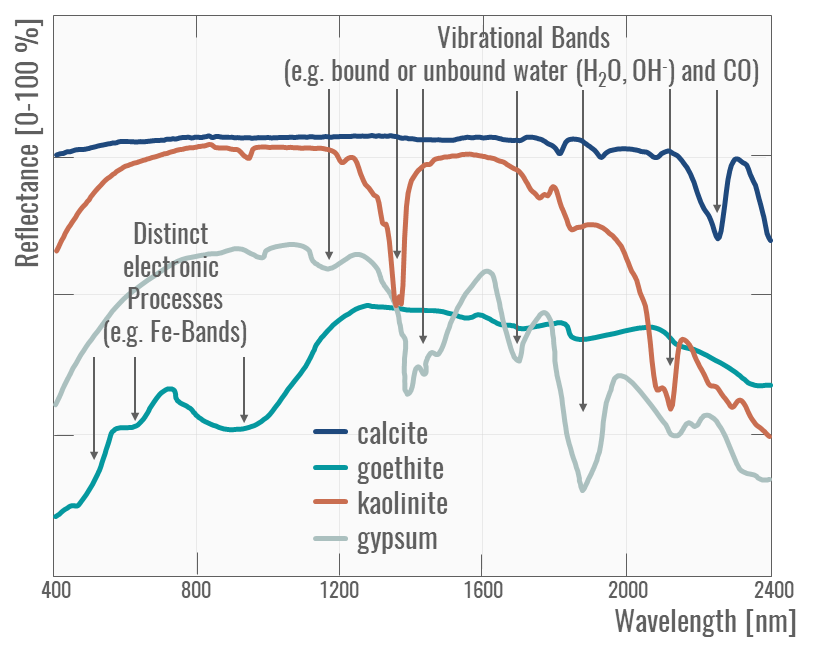 Vibrational Bands
(e.g. bound or unbound water (H₂O, OH⁻) and CO)
Reflectance [0-100 %]
Distinct
electronic
Processes
(e.g. Fe-Bands)
calcite
goethite
kaolinite
gypsum
400 800 1200 1600 2000 2400
Wavelength [nm]